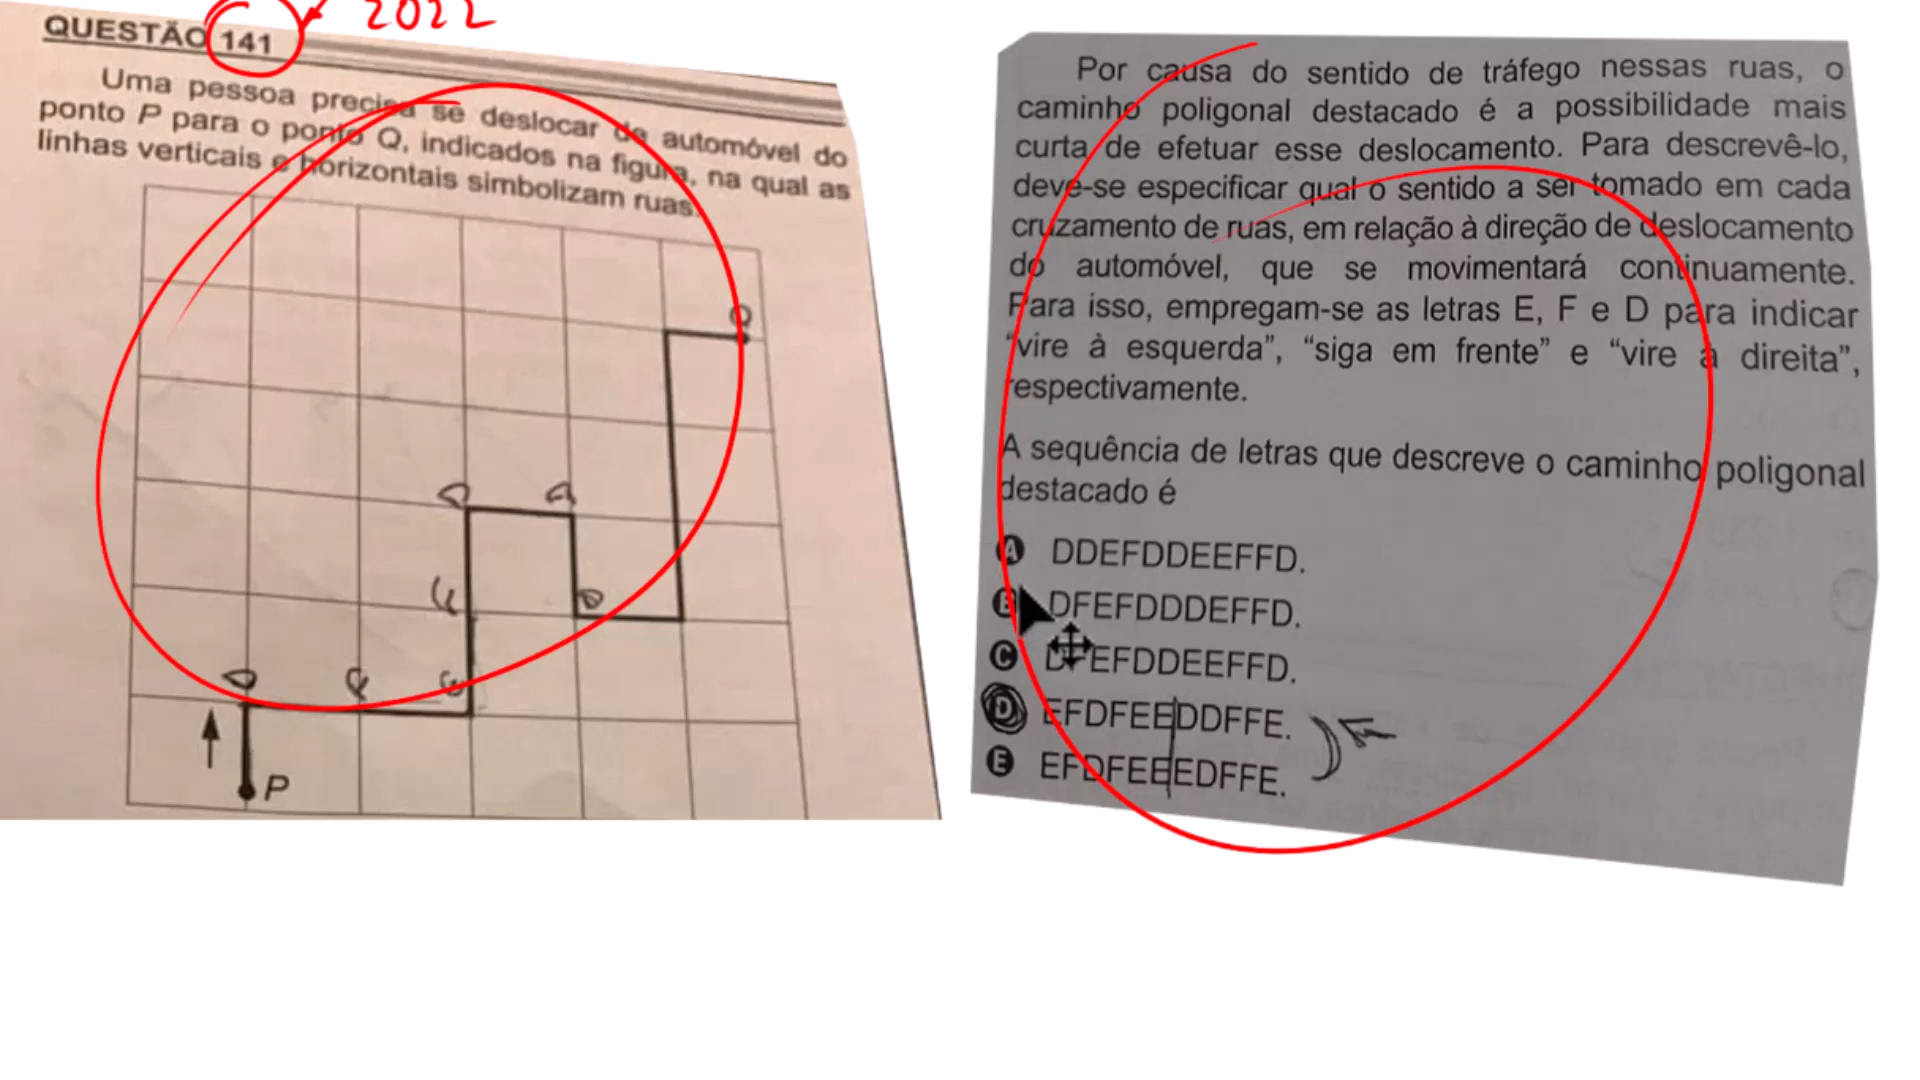 2022
QUESTÃO 141
Uma pessoa precisa se deslocar de automóvel do
ponto P para o ponto Q, indicados na figura, na qual as
linhas verticais e horizontais simbolizam ruas.
Q
D
F
E
P
Por causa do sentido de tráfego nessas ruas, o
caminho poligonal destacado é a possibilidade mais
curta de efetuar esse deslocamento. Para descrevê-lo,
deve-se especificar qual o sentido a ser tomado em cada
cruzamento de ruas, em relação à direção de deslocamento
do automóvel, que se movimentará continuamente.
Para isso, empregam-se as letras E, F e D para indicar
“vire à esquerda”, “siga em frente” e “vire à direita”,
respectivamente.
A sequência de letras que descreve o caminho poligonal
destacado é
A DDEFDDEEFFD.
B DFEFDDDEFFD.
C DFEFDDEEFFD.
D EFDFEEDDFFE.
E EFDFEEEDFFE.